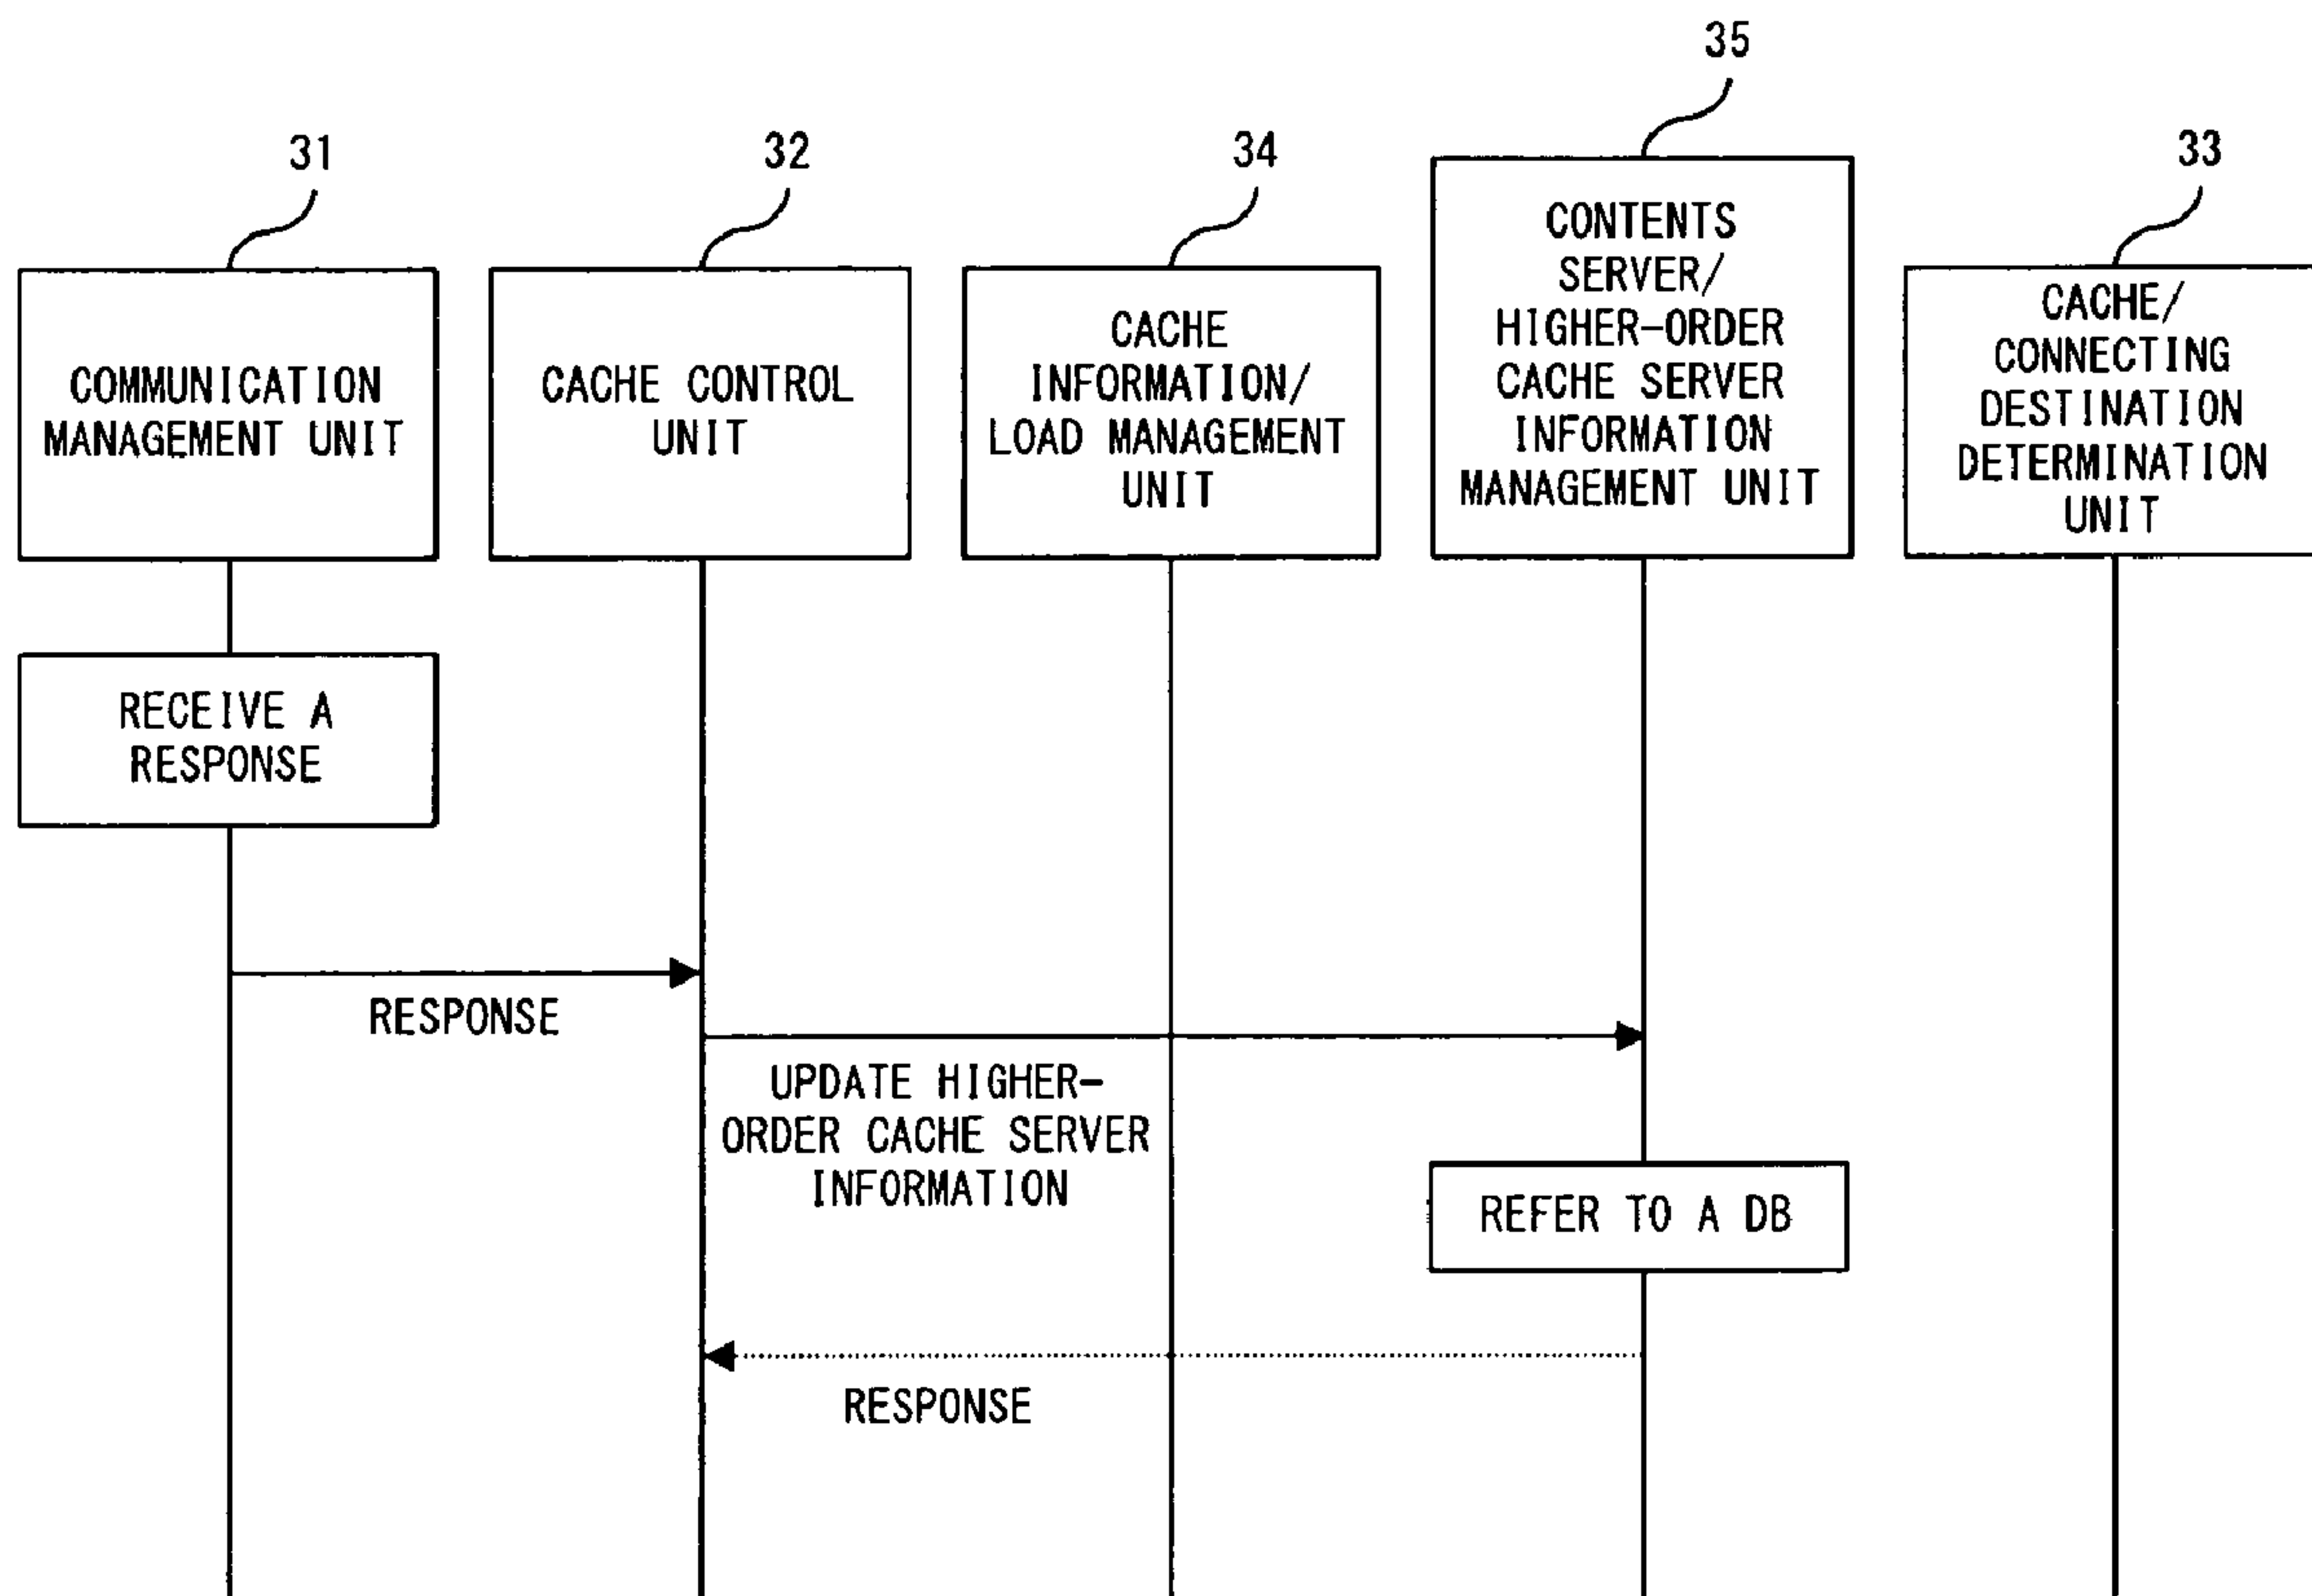 35
31
32
34
33
COMMUNICATION
MANAGEMENT UNIT
CACHE CONTROL
UNIT
CACHE
INFORMATION/
LOAD MANAGEMENT
UNIT
CONTENTS
SERVER/
HIGHER-ORDER
CACHE SERVER
INFORMATION
MANAGEMENT UNIT
CACHE/
CONNECTING
DESTINATION
DETERMINATION
UNIT
RECEIVE A
RESPONSE
RESPONSE
UPDATE HIGHER-
ORDER CACHE SERVER
INFORMATION
REFER TO A DB
RESPONSE